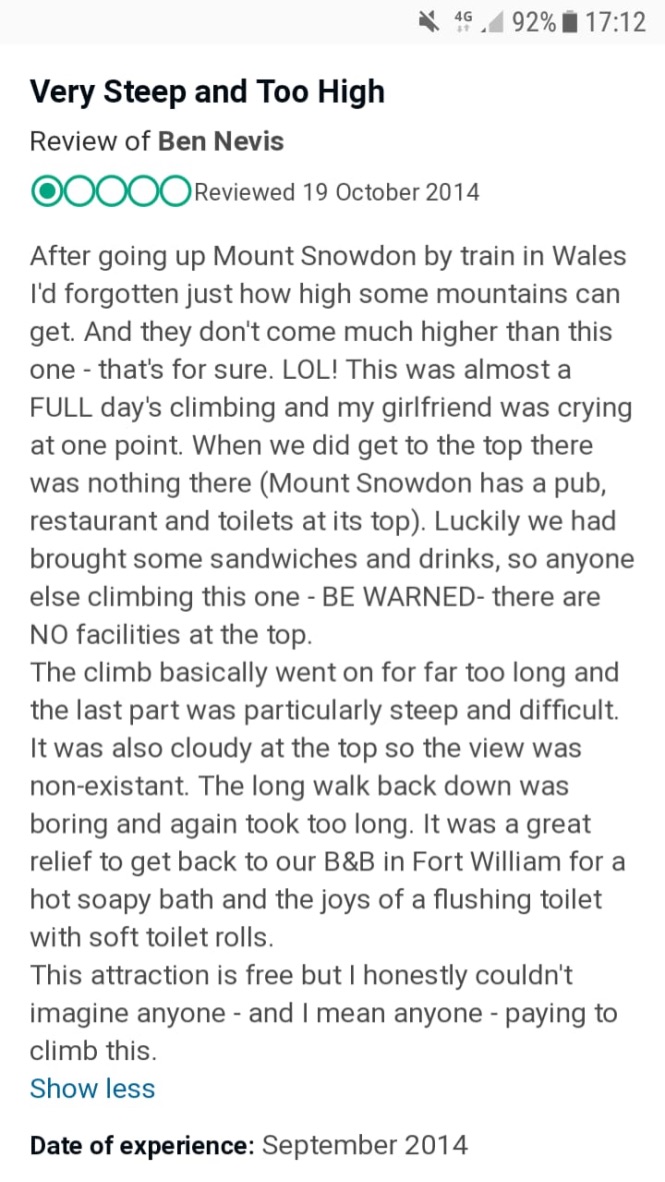 4G 92% 17:12
Very Steep and Too High
Review of Ben Nevis
Reviewed 19 October 2014
After going up Mount Snowdon by train in Wales
I'd forgotten just how high some mountains can
get. And they don't come much higher than this
one - that's for sure. LOL! This was almost a
FULL day's climbing and my girlfriend was crying
at one point. When we did get to the top there
was nothing there (Mount Snowdon has a pub,
restaurant and toilets at its top). Luckily we had
brought some sandwiches and drinks, so anyone
else climbing this one - BE WARNED- there are
NO facilities at the top.
The climb basically went on for far too long and
the last part was particularly steep and difficult.
It was also cloudy at the top so the view was
non-existant. The long walk back down was
boring and again took too long. It was a great
relief to get back to our B&B in Fort William for a
hot soapy bath and the joys of a flushing toilet
with soft toilet rolls.
This attraction is free but I honestly couldn't
imagine anyone - and I mean anyone - paying to
climb this.
Show less
Date of experience: September 2014